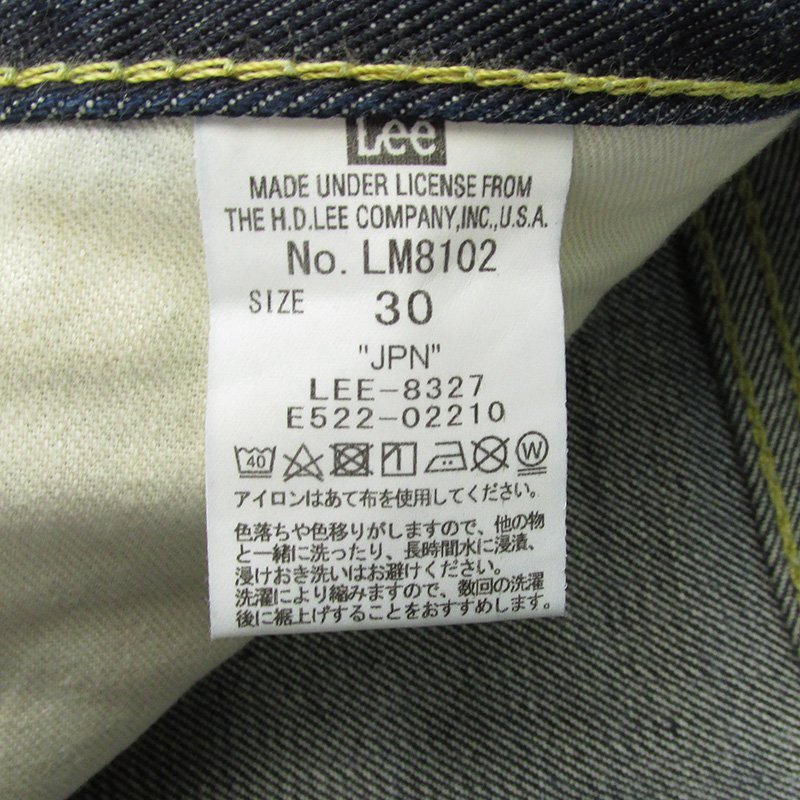 Lee
MADE UNDER LICENSE FROM
THE H.D.LEE COMPANY,INC.,U.S.A.
No. LM8102
SIZE 30
"JPN"
LEE-8327
E522-02210
40 W
アイロンはあて布を使用してください。
色落ちや色移りがしますので、他の物
と一緒に洗ったり、長時間水に浸漬、
浸けおき洗いはお避けください。
洗濯により縮みますので、数回の洗濯
後に裾上げすることをおすすめします。